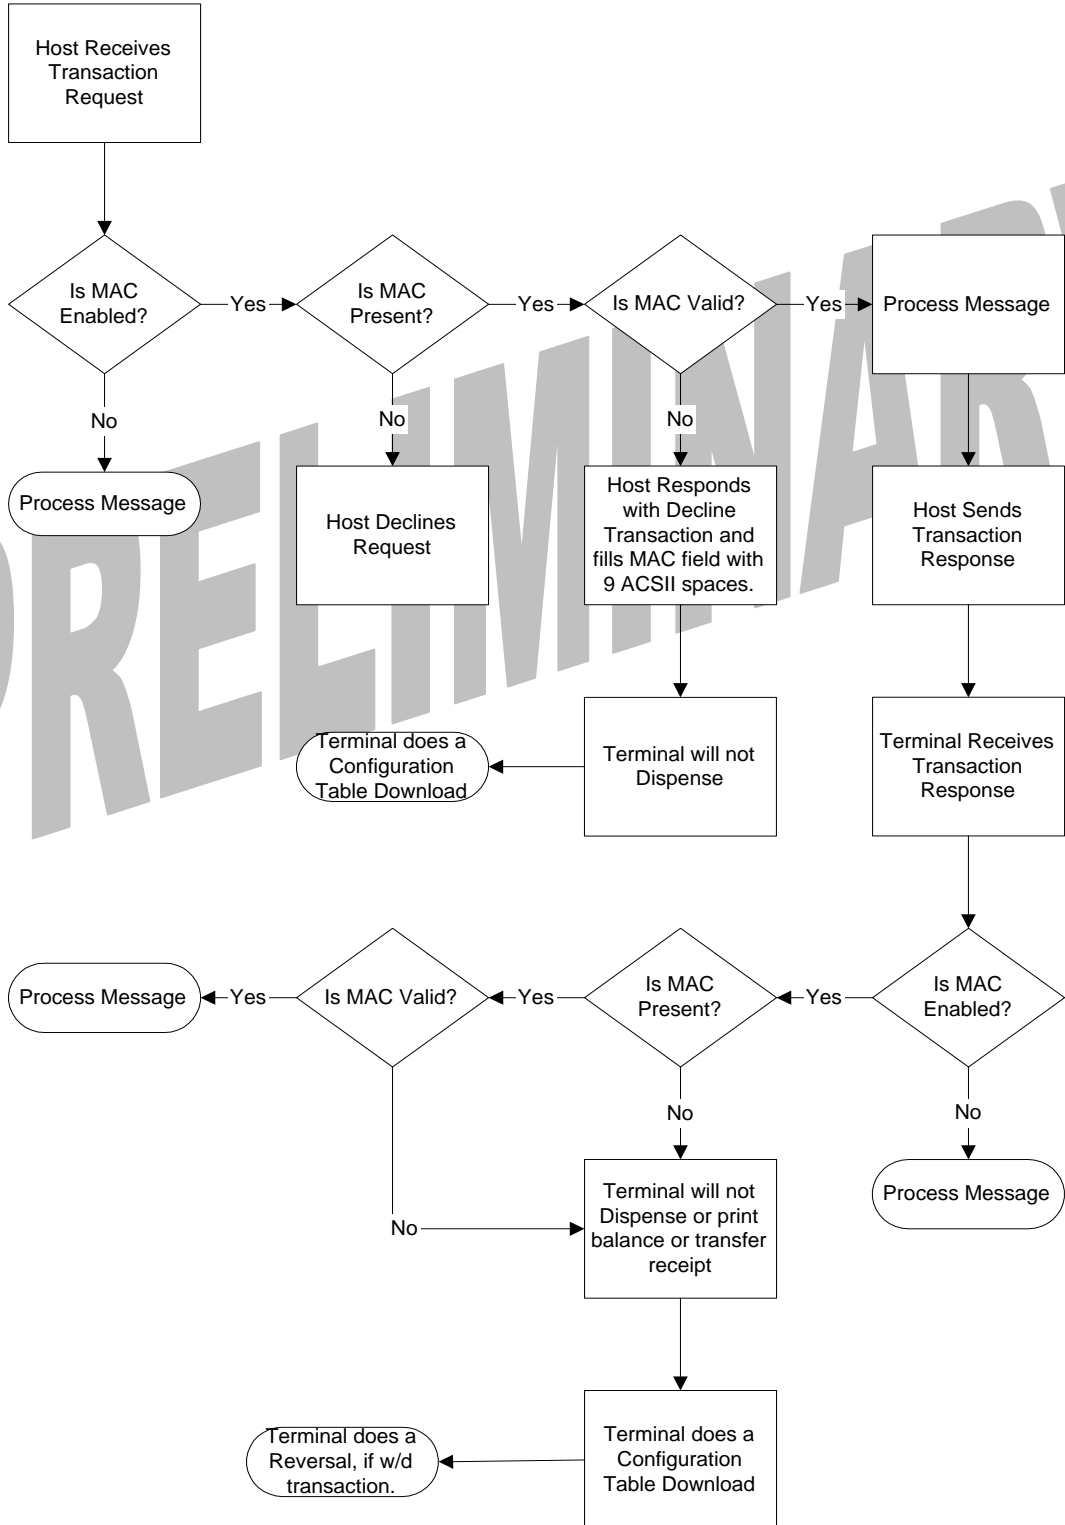 Host Receives
Transaction
Request
Is MAC
Enabled?
Yes
Is MAC
Present?
Yes
Is MAC Valid?
Yes
Process Message
No
No
No
Process Message
Host Declines
Request
Host Responds
with Decline
Transaction and
fills MAC field with
9 ACSII spaces.
Host Sends
Transaction
Response
Terminal does a
Configuration
Table Download
Terminal will not
Dispense
Terminal Receives
Transaction
Response
Process Message
Yes
Is MAC Valid?
Yes
Is MAC
Present?
Yes
Is MAC
Enabled?
No
No
Terminal will not
Dispense or print
balance or transfer
receipt
Process Message
No
Terminal does a
Reversal, if w/d
transaction.
Terminal does a
Configuration
Table Download
PRELIMINARY